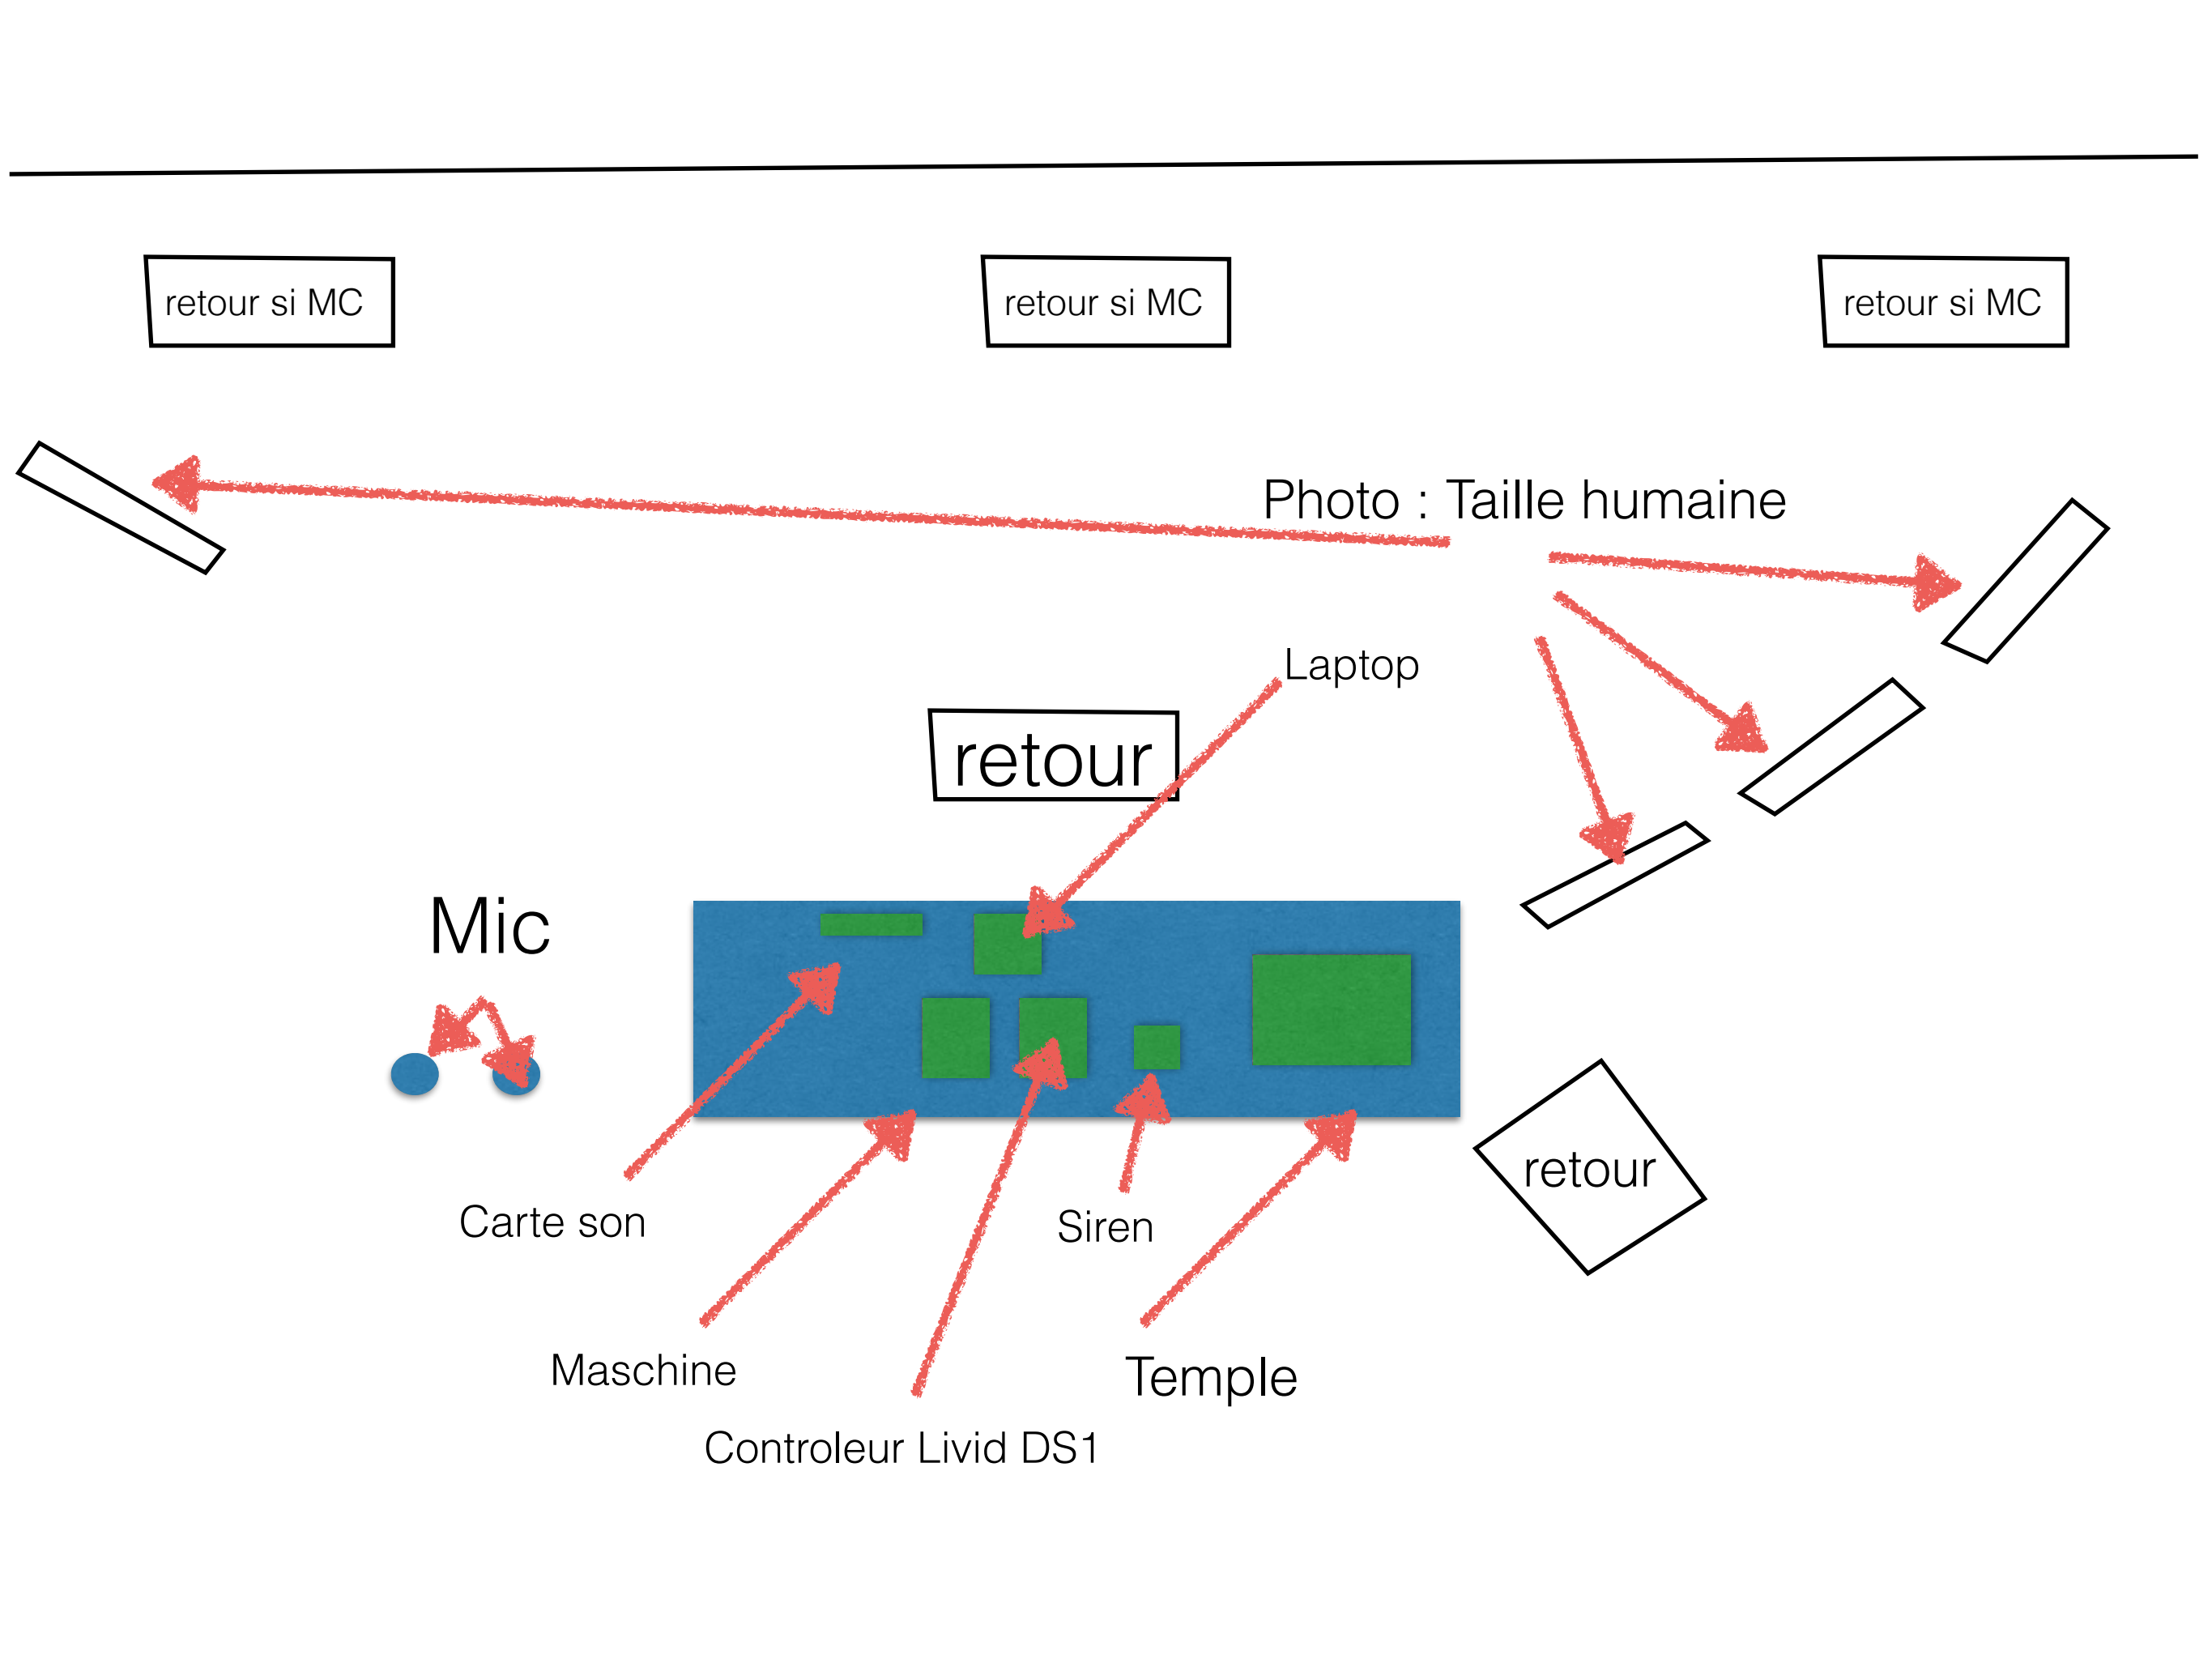 retour si MC
retour si MC
retour si MC
Photo : Taille humaine
Laptop
retour
Mic
retour
Carte son
Siren
Maschine
Temple
Controleur Livid DS1